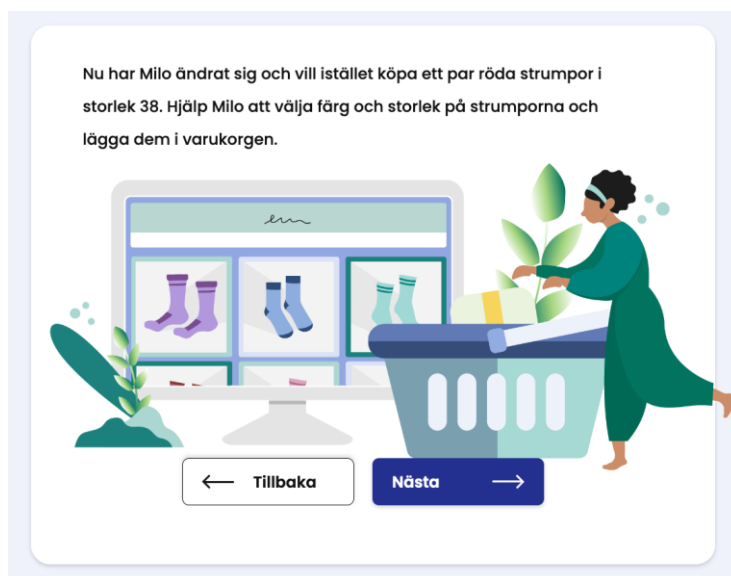 Nu har Milo ändrat sig och vill istället köpa ett par röda strumpor i
storlek 38. Hjälp Milo att välja färg och storlek på strumporna och
lägga dem i varukorgen.
Tillbaka
Nästa